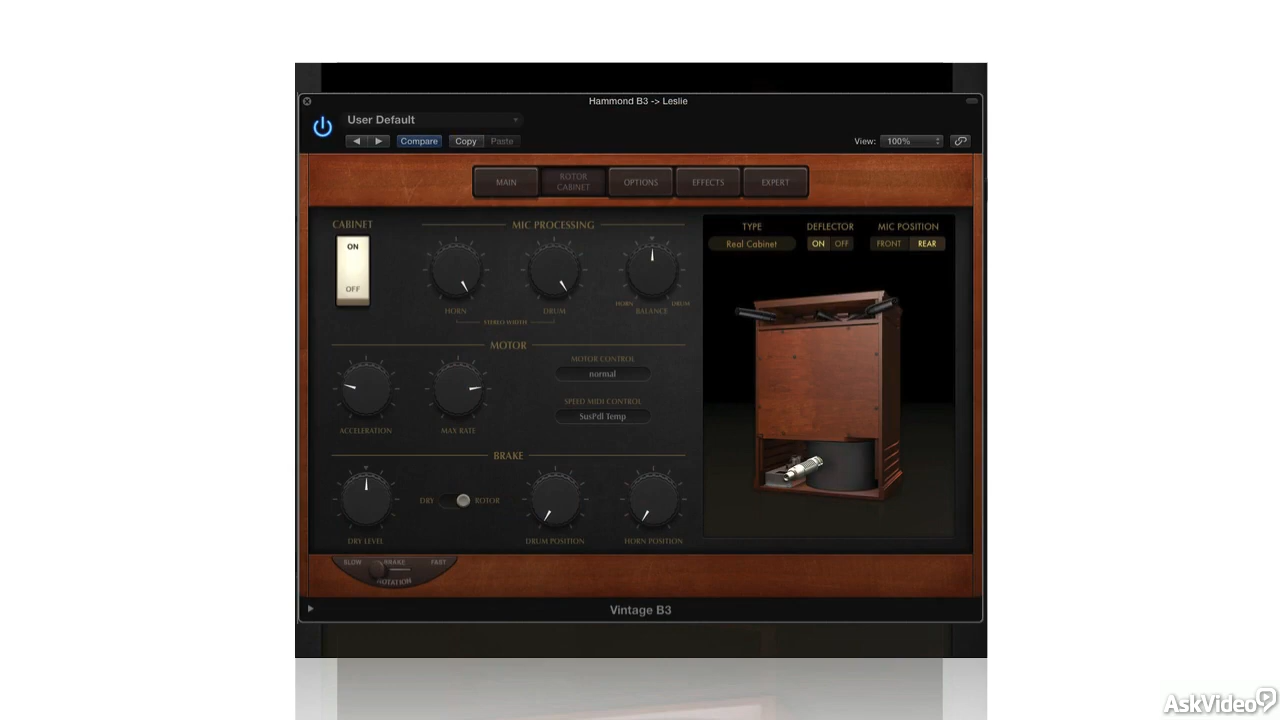 Hammond B3 -> Leslie
User Default
Compare Copy Paste
View: 100%
MAIN
ROTOR
CABINET
OPTIONS
EFFECTS
EXPERT
CABINET
ON
OFF
MIC PROCESSING
HORN DRUM
HORN DRUM BALANCE
STEREO WIDTH
TYPE DEFLECTOR MIC POSITION
Real Cabinet ON OFF FRONT REAR
MOTOR
MOTOR CONTROL
normal
SPEED MIDI CONTROL
SusPdl Temp
ACCELERATION MAX RATE
BRAKE
DRY ROTOR
DRY LEVEL DRUM POSITION HORN POSITION
SLOW BRAKE FAST
ROTATION
Vintage B3
AskVideo